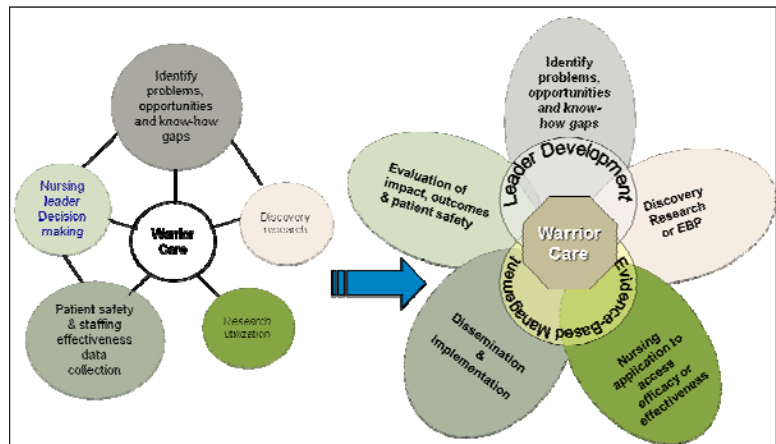 Identify
problems,
opportunities
and know-how
gaps
Nursing
leader
Decision
making
Warrior
Care
Discovery
research
Patient safety
& staffing
effectiveness
data
collection
Research
utilization
Identify
problems,
opportunities
and know-
how gaps
Leader Development
Evaluation of
impact, outcomes
& patient safety
Discovery
Research
or EBP
Warrior
Care
Evidence-Based Management
Dissemination
&
Implementation
Nursing
application to
access
efficacy or
effectiveness